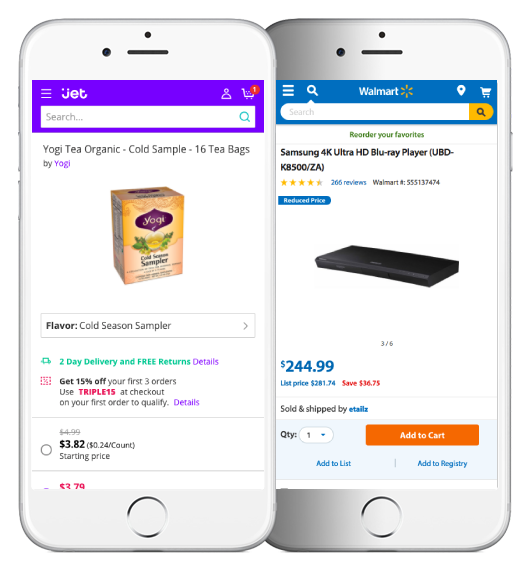 jet
1
Search...
Yogi Tea Organic - Cold Sample - 16 Tea Bags
by Yogi
yogi
Cold Season
Sampler
Flavor: Cold Season Sampler
2 Day Delivery and FREE Returns Details
Get 15% off your first 3 orders
Use TRIPLE15 at checkout
on your first order to qualify. Details
$4.99
$3.82 ($0.24/Count)
Starting price
$3.79
Walmart
Search
Reorder your favorites
Samsung 4K Ultra HD Blu-ray Player (UBD-
K8500/ZA)
266 reviews Walmart #: 555137474
Reduced Price
3 / 6
$244.99
List price $281.74 Save $36.75
Sold & shipped by etailz
Qty: 1 Add to Cart
Add to List Add to Registry